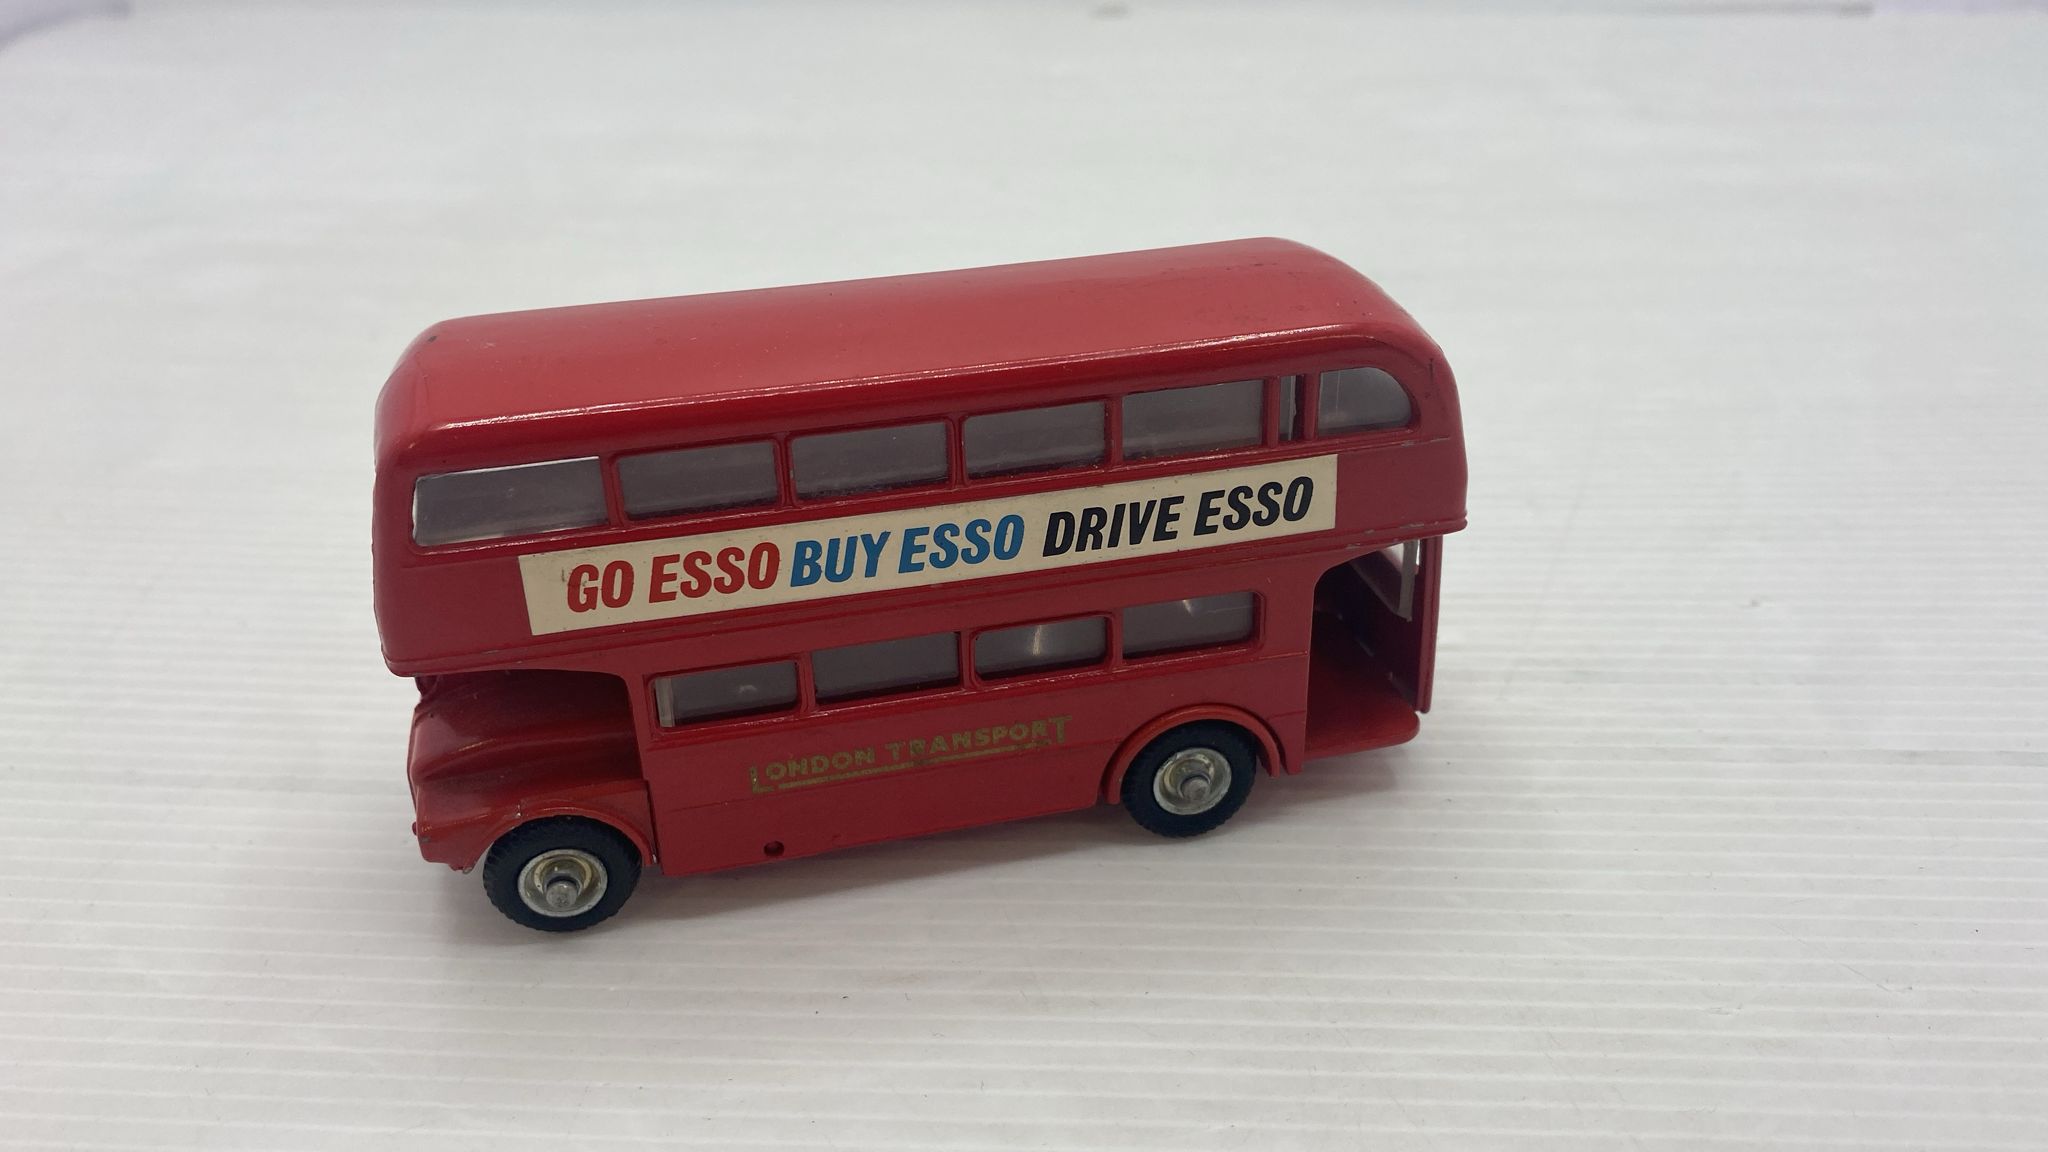 GO ESSO BUY ESSO DRIVE ESSO
LONDON TRANSPORT